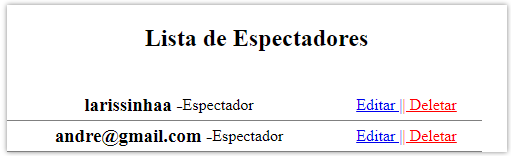 Lista de Espectadores
larissinhaa -Espectador Editar || Deletar
andre@gmail.com -Espectador Editar || Deletar